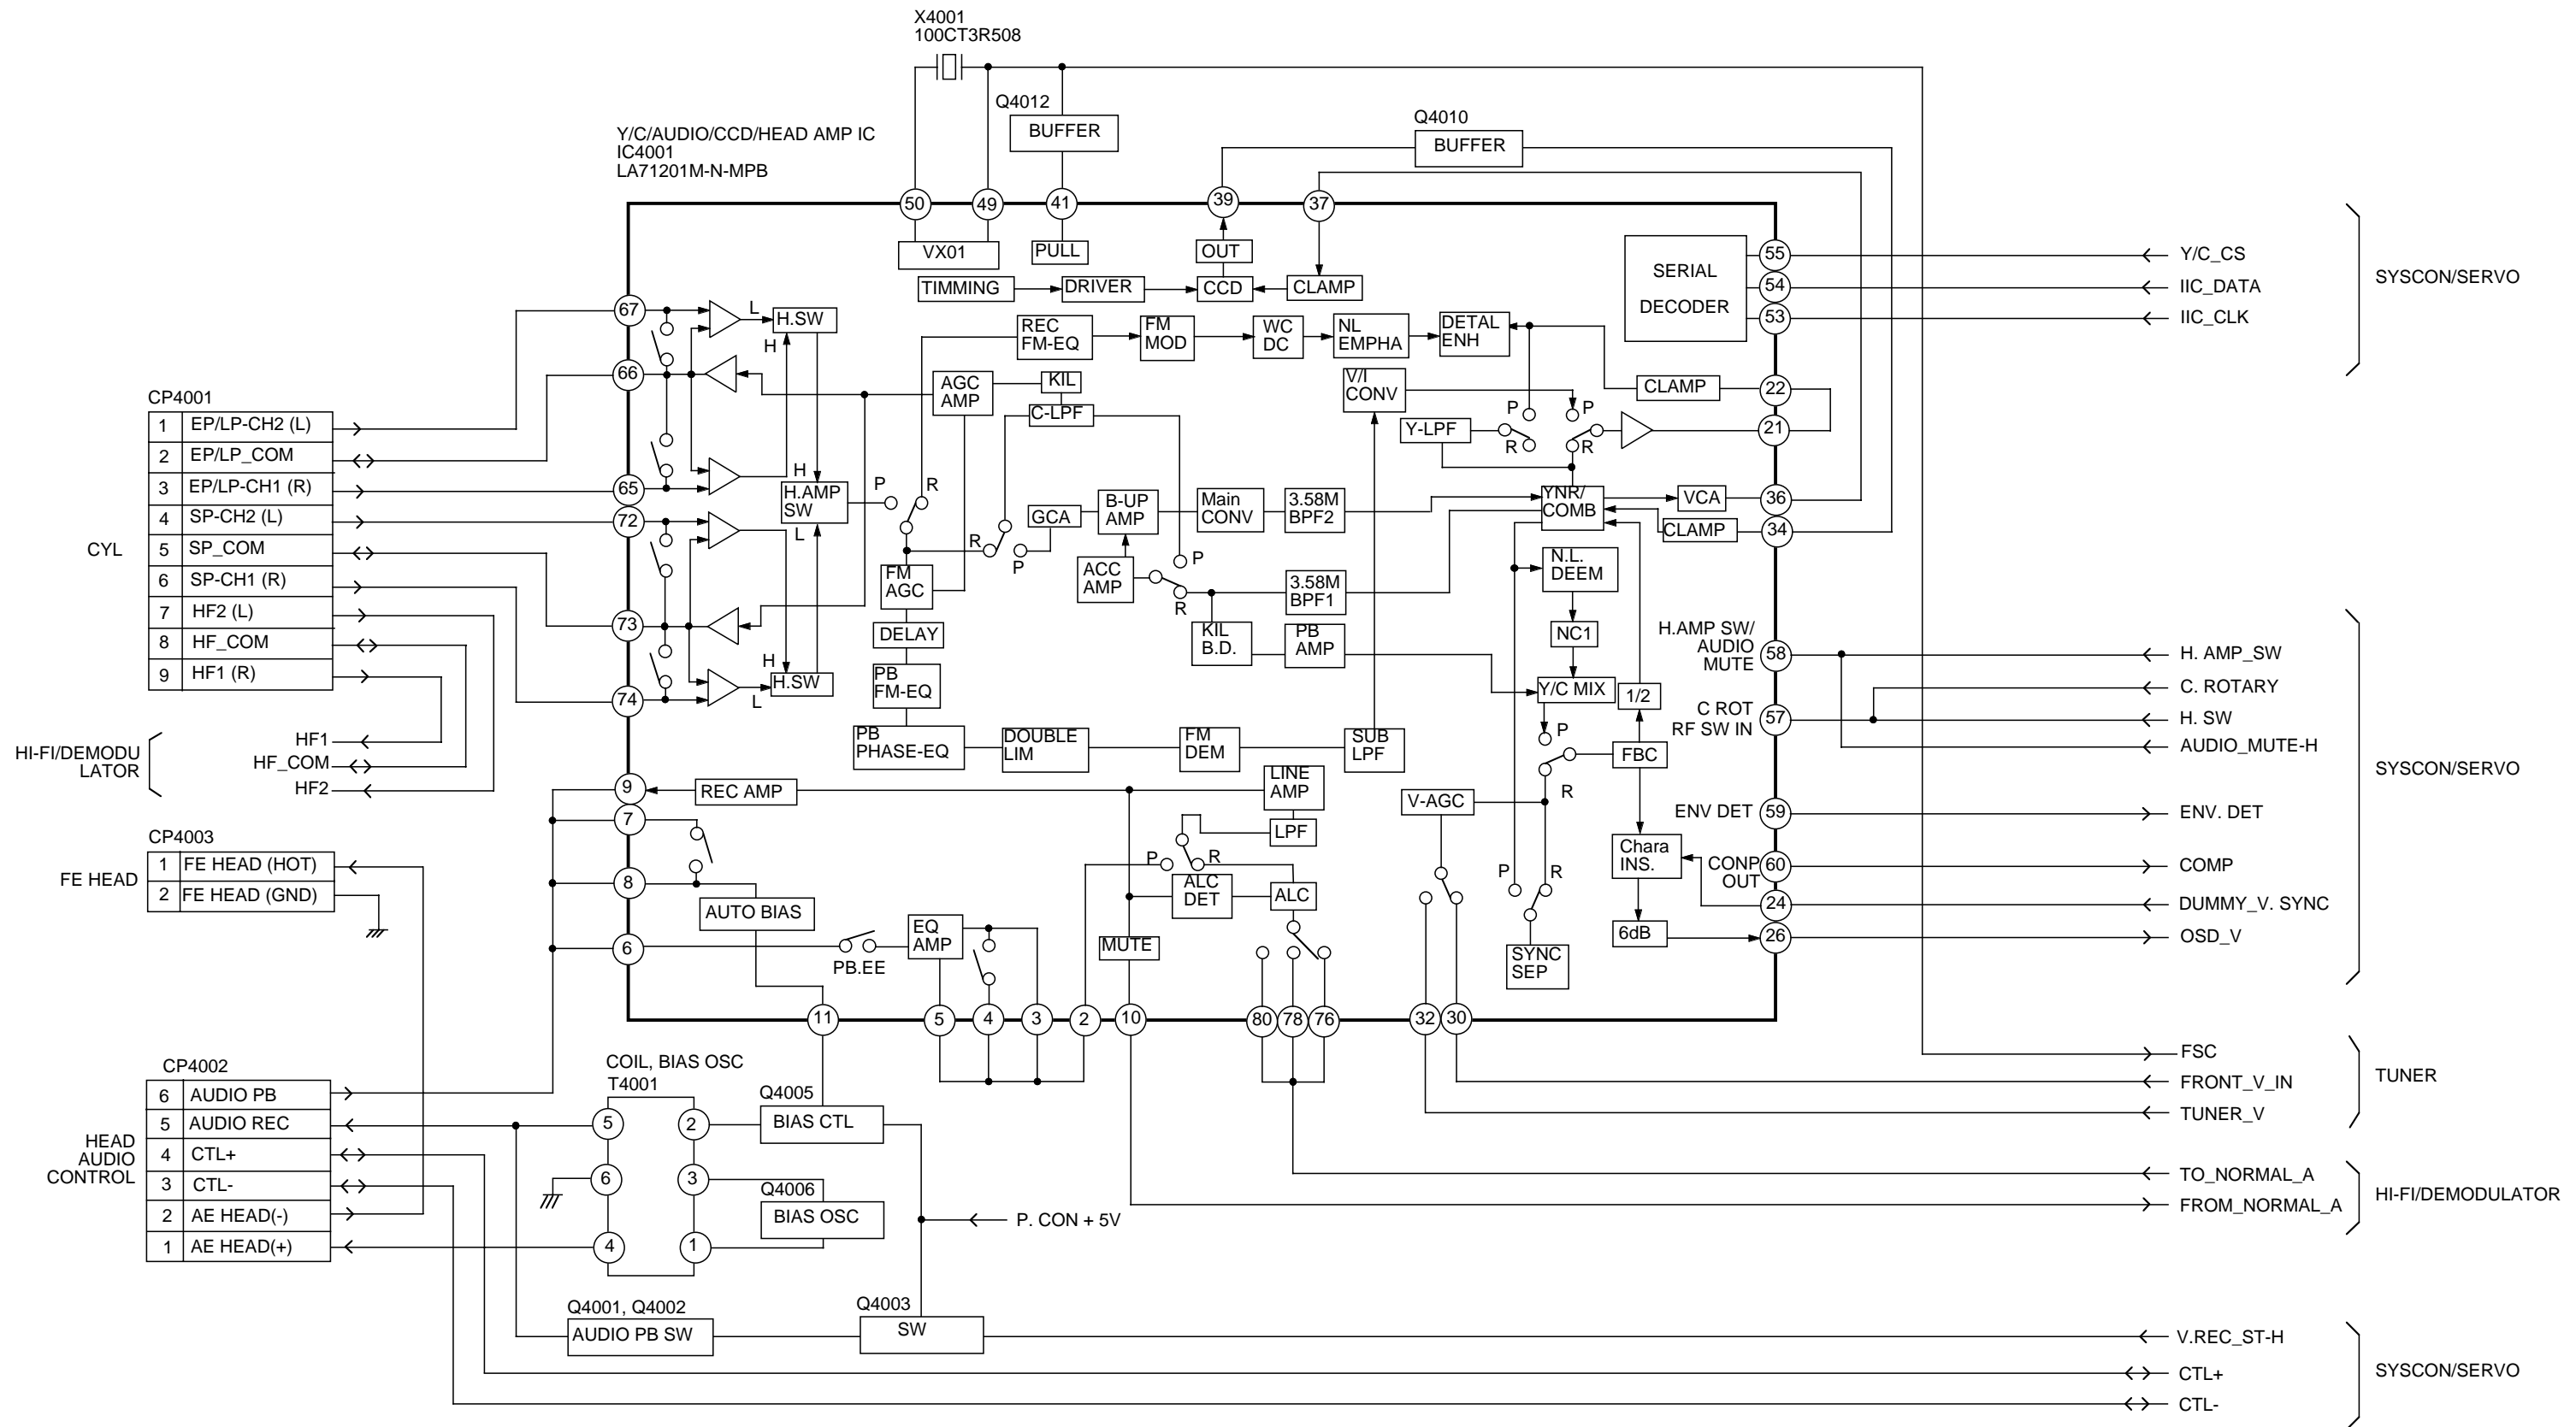 X4001
100CT3R508
Q4012
BUFFER
Q4010
BUFFER
Y/C/AUDIO/CCD/HEAD AMP IC
IC4001
LA71201M-N-MPB
50
49
41
39
37
VX01
PULL
OUT
TIMMING
DRIVER
CCD
CLAMP
SERIAL
DECODER
55
54
53
Y/C_CS
IIC_DATA
IIC_CLK
SYSCON/SERVO
67
66
65
72
73
74
L
H.SW
H
H
H.AMP
SW
L
H
H.SW
L
P
R
REC
FM-EQ
FM
MOD
WC
DC
NL
EMPHA
DETAL
ENH
AGC
AMP
KIL
C-LPF
V/I
CONV
CLAMP
22
21
Y-LPF
P
R
P
R
GCA
B-UP
AMP
Main
CONV
3.58M
BPF2
YNR/
COMB
VCA
36
CLAMP
34
R
P
FM
AGC
ACC
AMP
P
R
3.58M
BPF1
N.L.
DEEM
DELAY
KIL
B.D.
PB
AMP
NC1
PB
FM-EQ
Y/C MIX
1/2
PB
PHASE-EQ
DOUBLE
LIM
FM
DEM
SUB
LPF
P
R
FBC
H.AMP SW/
AUDIO
MUTE
58
C ROT
RF SW IN
57
ENV DET
59
CONP
OUT
60
24
26
H. AMP_SW
C. ROTARY
H. SW
AUDIO_MUTE-H
ENV. DET
COMP
DUMMY_V. SYNC
OSD_V
SYSCON/SERVO
CP4001
CYL
1 EP/LP-CH2 (L)
2 EP/LP_COM
3 EP/LP-CH1 (R)
4 SP-CH2 (L)
5 SP_COM
6 SP-CH1 (R)
7 HF2 (L)
8 HF_COM
9 HF1 (R)
HI-FI/DEMODU
LATOR
HF1
HF_COM
HF2
CP4003
FE HEAD
1 FE HEAD (HOT)
2 FE HEAD (GND)
9
7
8
6
REC AMP
LINE
AMP
LPF
P
R
ALC
DET
ALC
AUTO BIAS
PB.EE
EQ
AMP
MUTE
V-AGC
P
R
Chara
INS.
6dB
SYNC
SEP
11
5
4
3
2
10
80
78
76
32
30
CP4002
HEAD
AUDIO
CONTROL
6 AUDIO PB
5 AUDIO REC
4 CTL+
3 CTL-
2 AE HEAD(-)
1 AE HEAD(+)
COIL, BIAS OSC
T4001
5
2
6
3
4
1
Q4005
BIAS CTL
Q4006
BIAS OSC
P. CON + 5V
Q4001, Q4002
AUDIO PB SW
Q4003
SW
FSC
FRONT_V_IN
TUNER_V
TUNER
TO_NORMAL_A
FROM_NORMAL_A
HI-FI/DEMODULATOR
V.REC_ST-H
CTL+
CTL-
SYSCON/SERVO